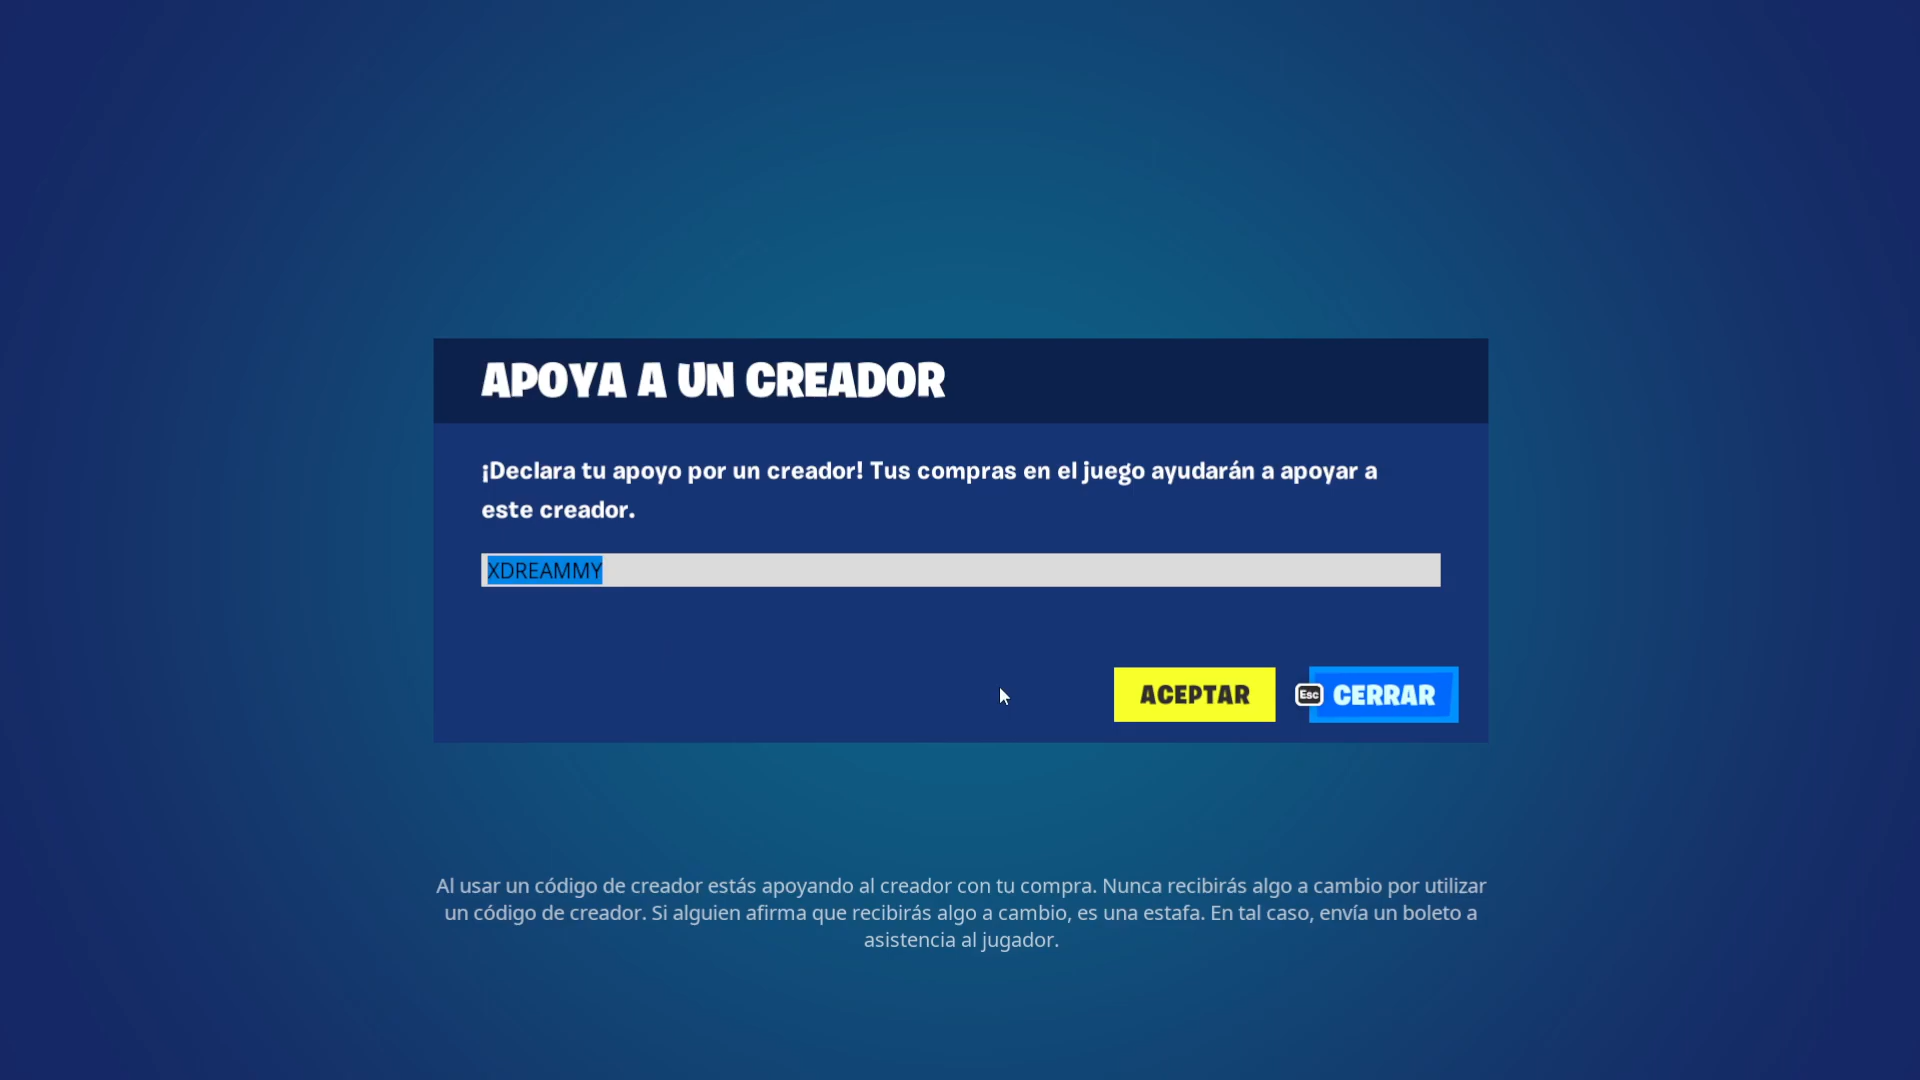 APOYA A UN CREADOR
¡Declara tu apoyo por un creador! Tus compras en el juego ayudarán a apoyar a
este creador.
XDREAMMY
ACEPTAR
Esc CERRAR
Al usar un código de creador estás apoyando al creador con tu compra. Nunca recibirás algo a cambio por utilizar
un código de creador. Si alguien afirma que recibirás algo a cambio, es una estafa. En tal caso, envía un boleto a
asistencia al jugador.